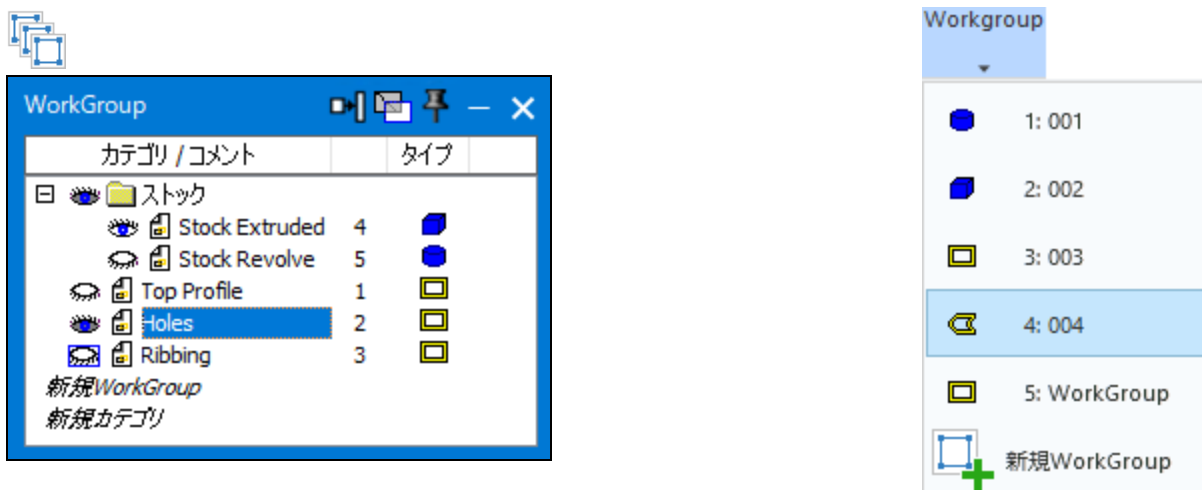 WorkGroup
カテゴリ / コメント タイプ
ストック
Stock Extruded 4
Stock Revolve 5
Top Profile 1
Holes 2
Ribbing 3
新規WorkGroup
新規カテゴリ
Workgroup
1: 001
2: 002
3: 003
4: 004
5: WorkGroup
新規WorkGroup